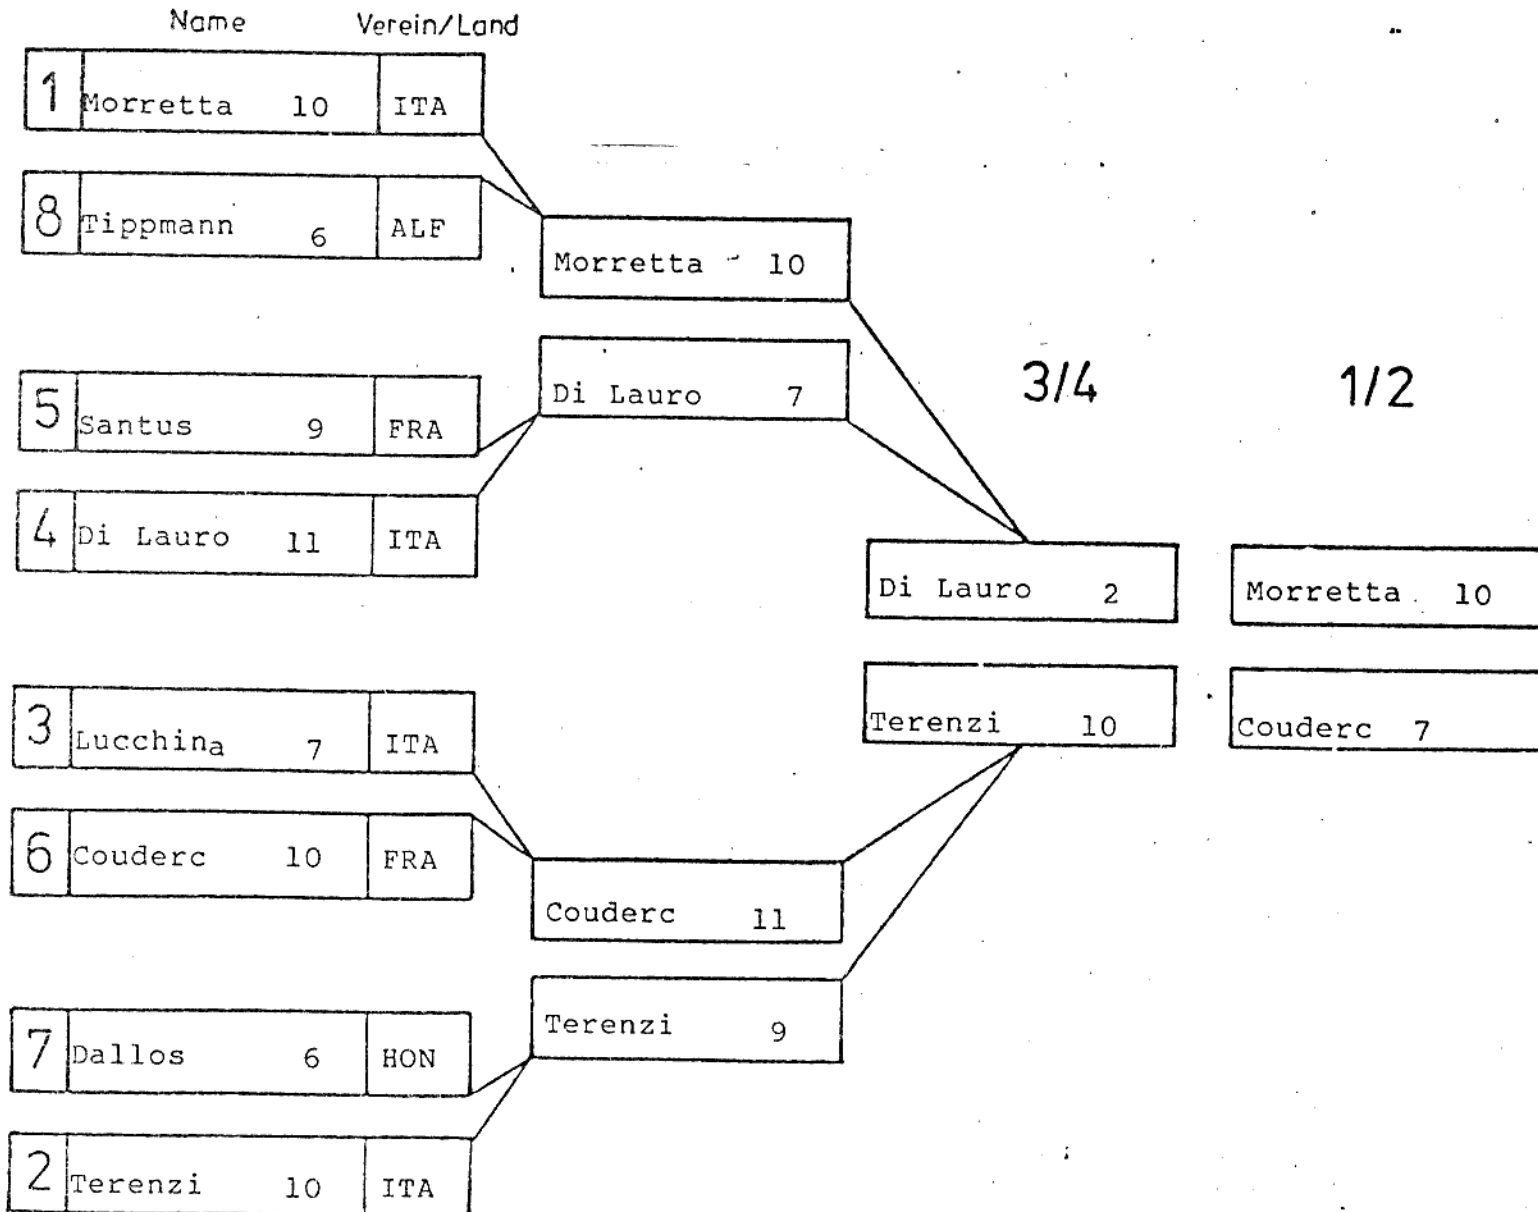 Name Verein/Land
1 Morretta 10 ITA
8 Tippmann 6 ALF
Morretta 10
5 Santus 9 FRA
Di Lauro 7
4 Di Lauro 11 ITA
3/4 1/2
Di Lauro 2 Morretta 10
Terenzi 10 Couderc 7
3 Lucchina 7 ITA
6 Couderc 10 FRA
Couderc 11
7 Dallos 6 HON
Terenzi 9
2 Terenzi 10 ITA